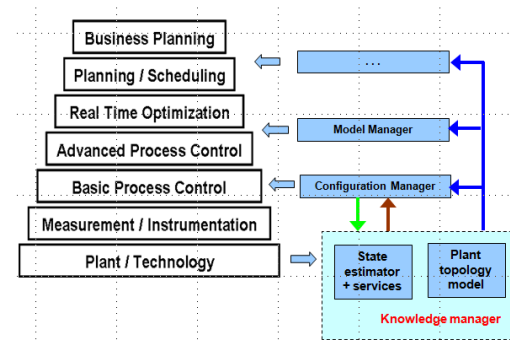 Business Planning
Planning / Scheduling
Real Time Optimization
Advanced Process Control
Basic Process Control
Measurement / Instrumentation
Plant / Technology
...
Model Manager
Configuration Manager
State
estimator
+ services
Plant
topology
model
Knowledge manager